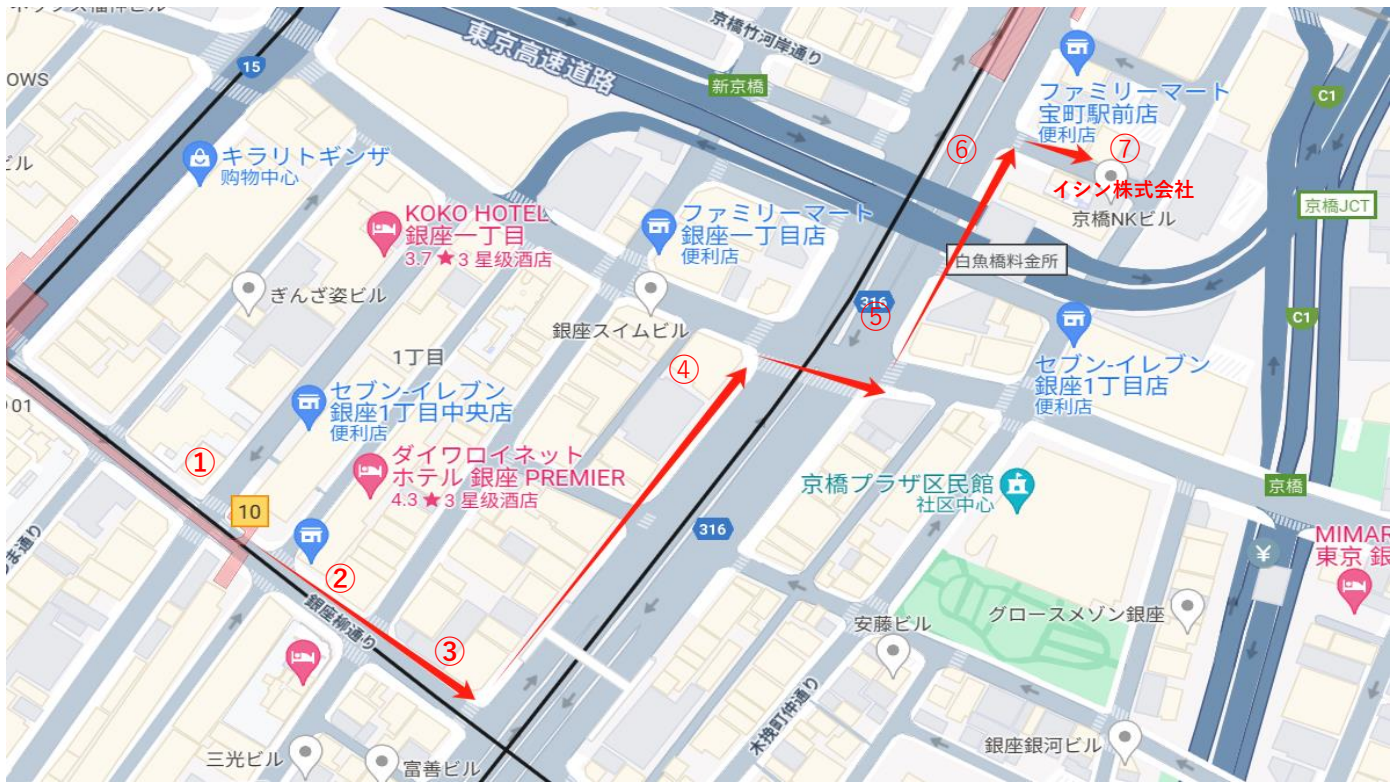 京橋竹河岸通り
東京高速道路
15
新京橋
OWS
ビル
キラリトギンザ
购物中心
ファミリーマート
宝町駅前店
便利店
C1
⑥
⑦
イシン株式会社
京橋NKビル
京橋JCT
KOKO HOTEL
銀座一丁目
3.7★3 星级酒店
ファミリーマート
銀座一丁目店
便利店
白魚橋料金所
ぎんざ姿ビル
銀座スイムビル
316
⑤
C1
1丁目
④
セブン-イレブン
銀座1丁目店
便利店
セブン-イレブン
銀座1丁目中央店
便利店
01
①
ダイワロイネット
ホテル 銀座 PREMIER
4.3★3 星级酒店
京橋プラザ区民館
社区中心
京橋
10
316
¥
MIMAR
東京 銀
②
銀座柳通り
③
安藤ビル
グロースメゾン銀座
木挽町仲通り
三光ビル
富善ビル
銀座銀河ビル